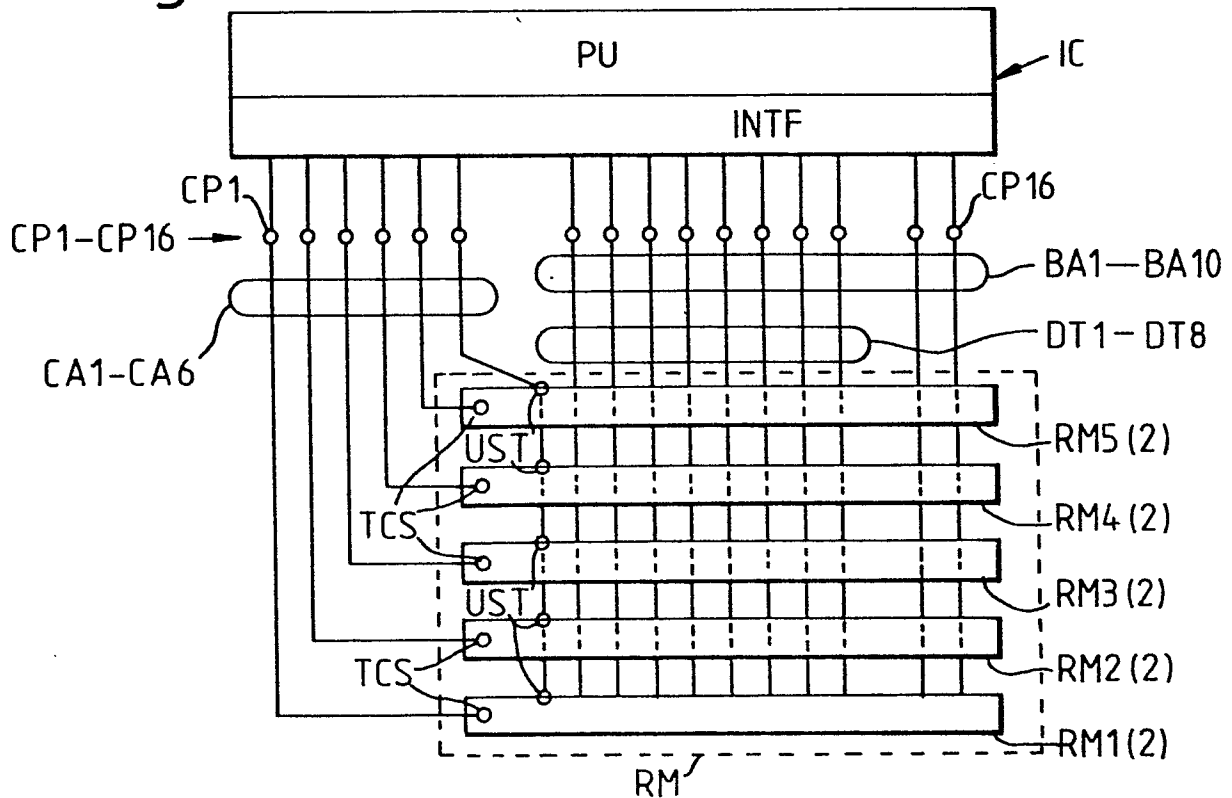 PU
IC
INTF
CP1
CP16
CP1-CP16
BA1-BA10
DT1-DT8
CA1-CA6
UST
RM5(2)
TCS
RM4(2)
UST
RM3(2)
TCS
RM2(2)
RM1(2)
RM